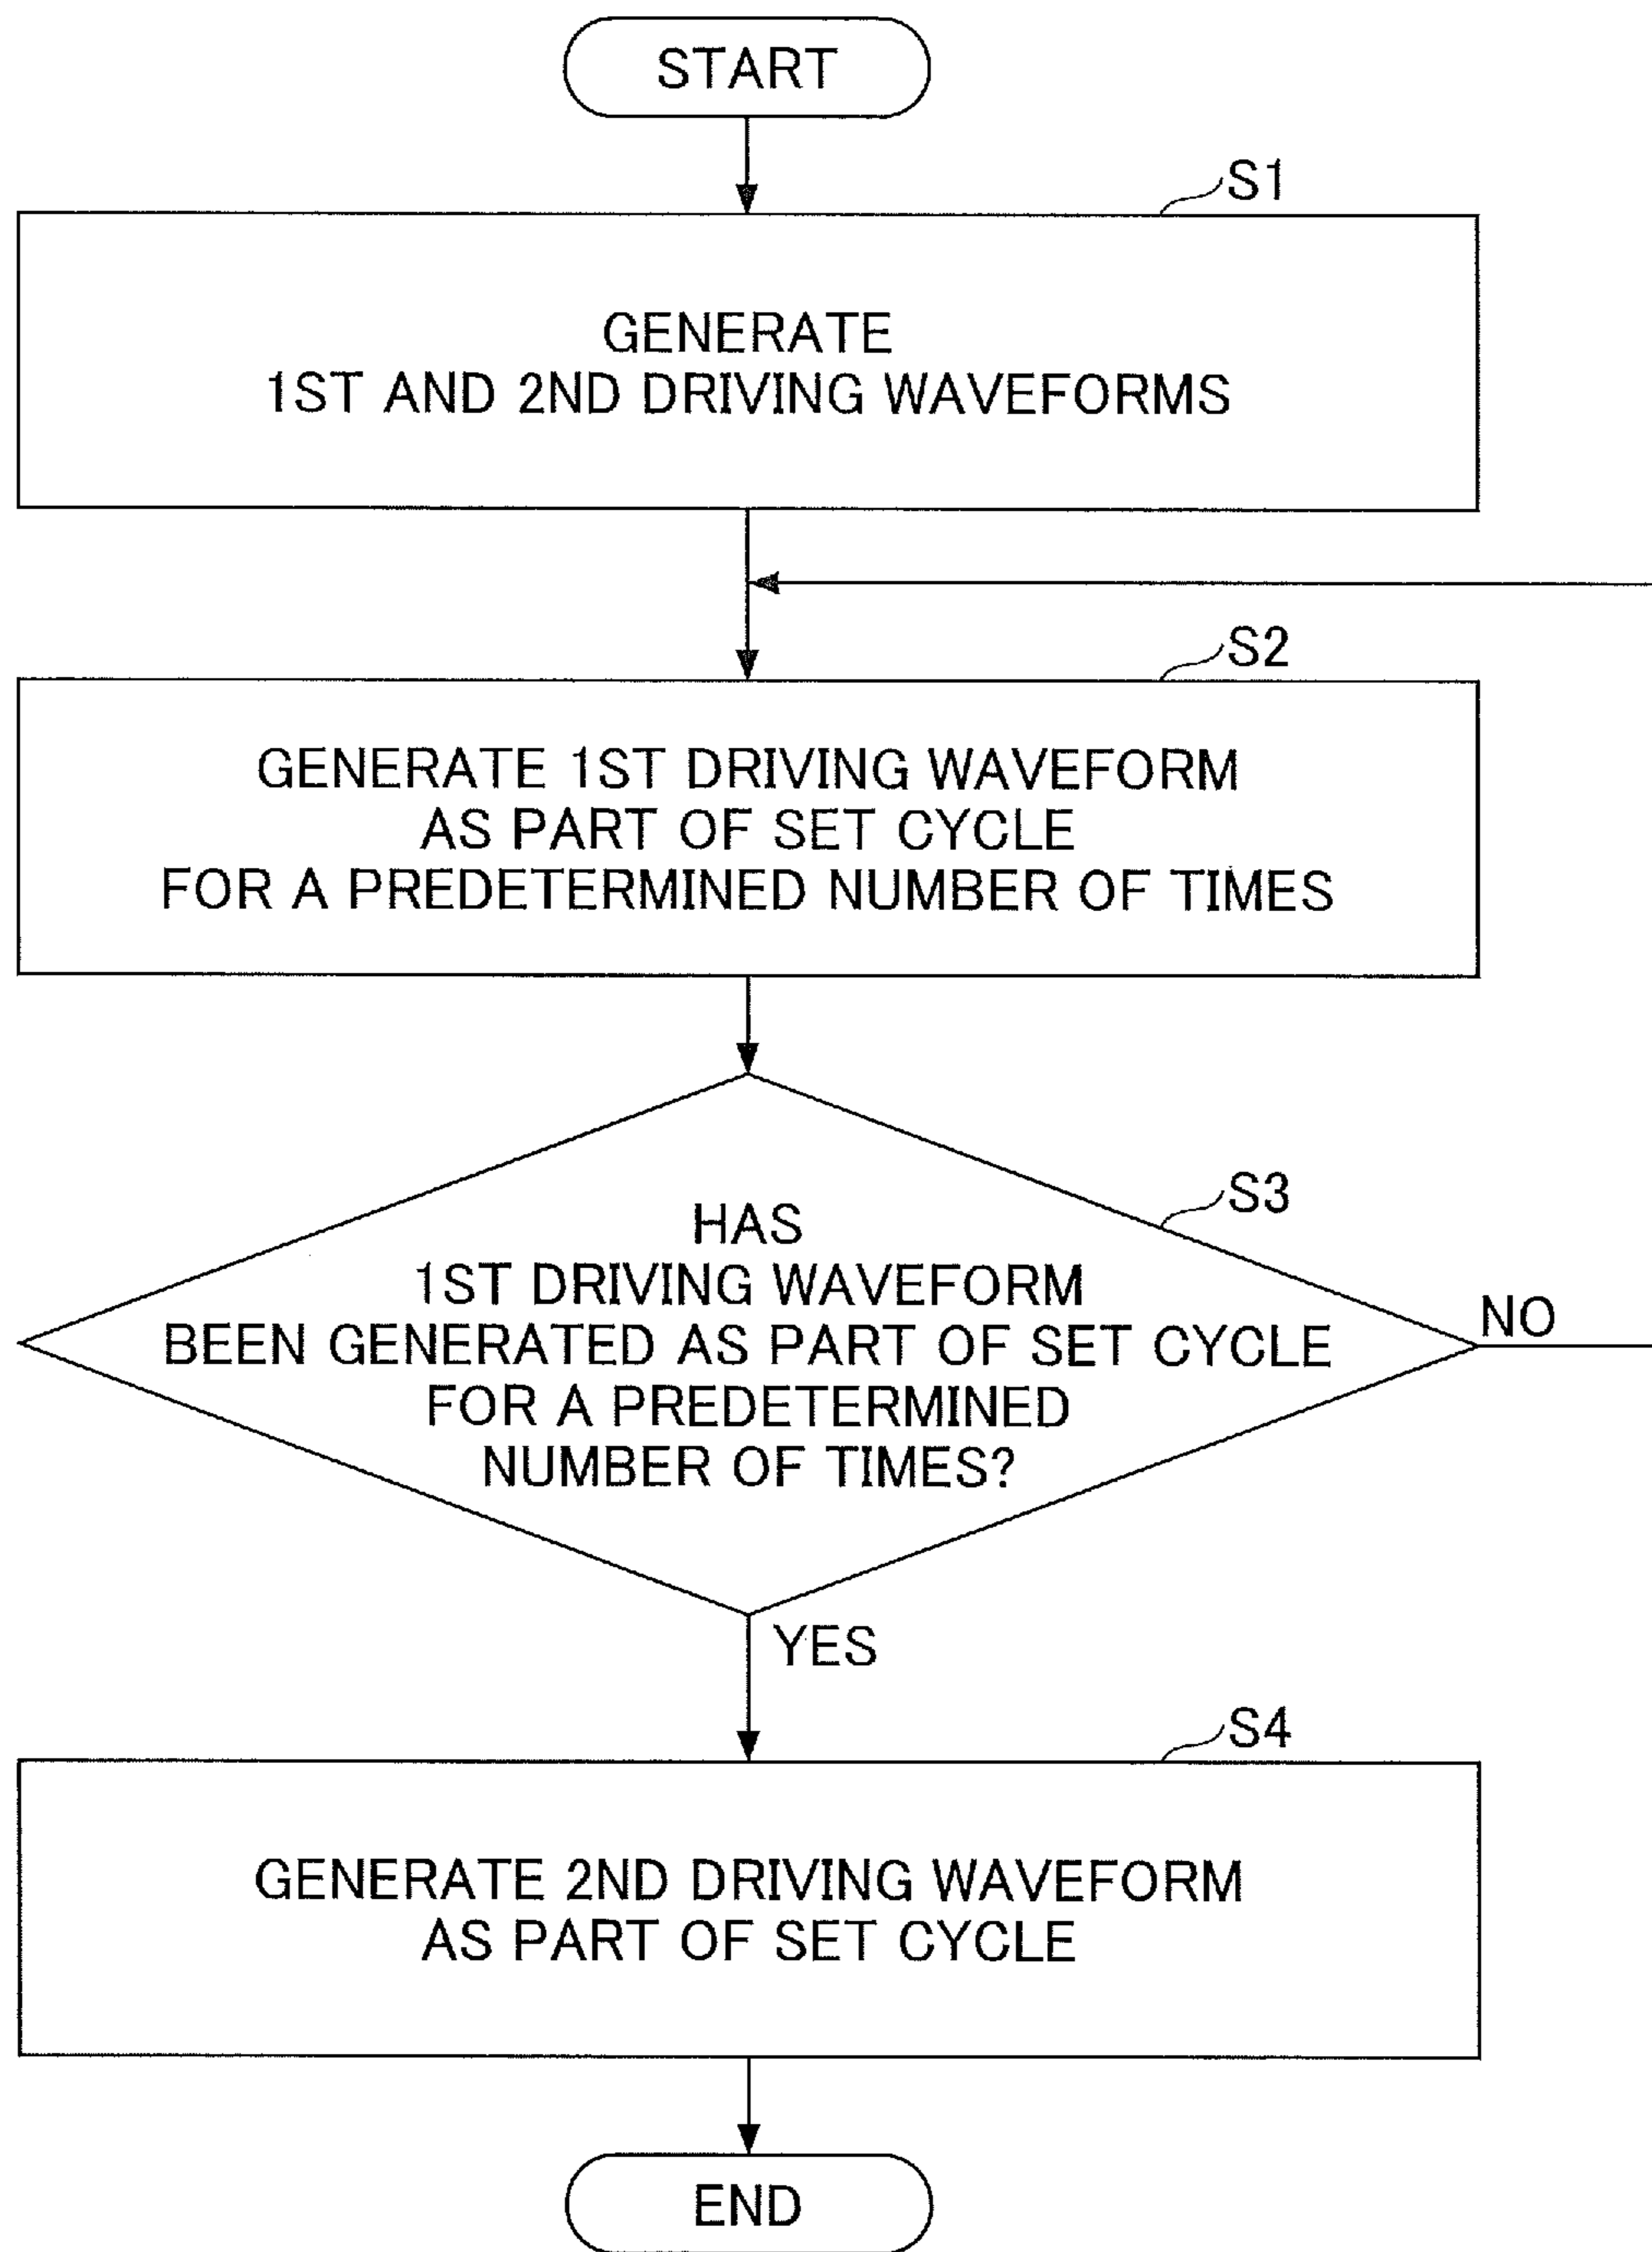 START
S1
GENERATE
1ST AND 2ND DRIVING WAVEFORMS
S2
GENERATE 1ST DRIVING WAVEFORM
AS PART OF SET CYCLE
FOR A PREDETERMINED NUMBER OF TIMES
S3
HAS
1ST DRIVING WAVEFORM
BEEN GENERATED AS PART OF SET CYCLE
FOR A PREDETERMINED
NUMBER OF TIMES?
NO
YES
S4
GENERATE 2ND DRIVING WAVEFORM
AS PART OF SET CYCLE
END